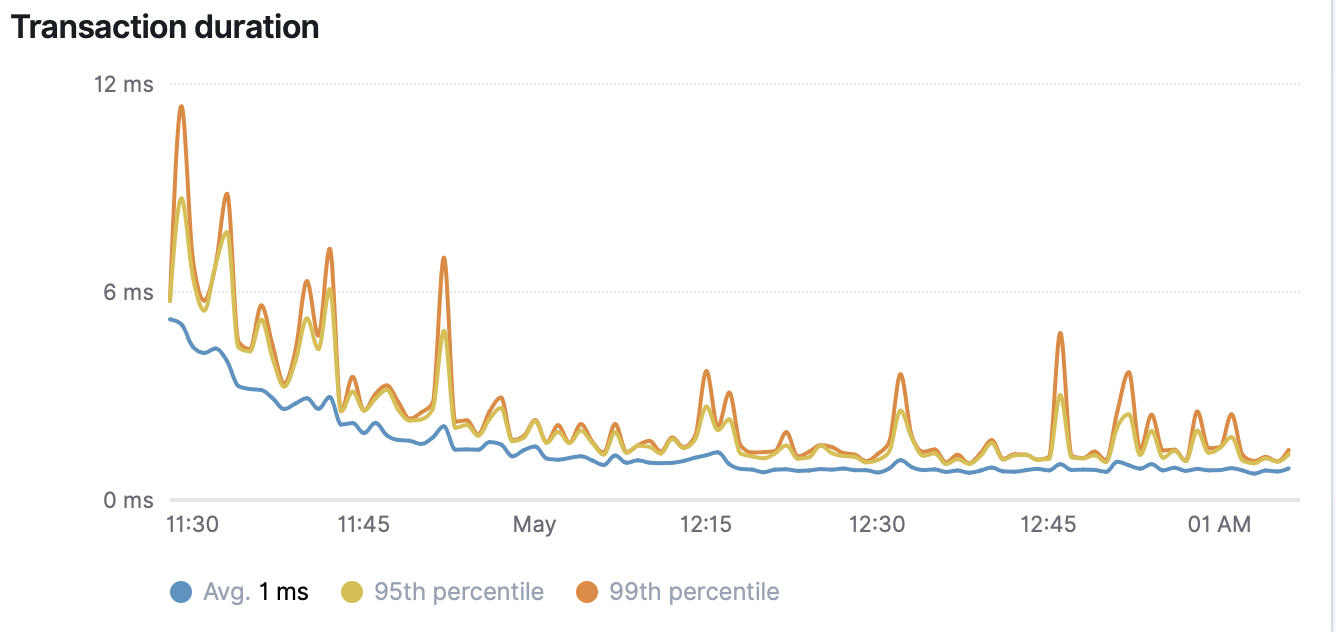 Transaction duration
12 ms
6 ms
0 ms
11:30 11:45 May 12:15 12:30 12:45 01 AM
Avg. 1 ms 95th percentile 99th percentile